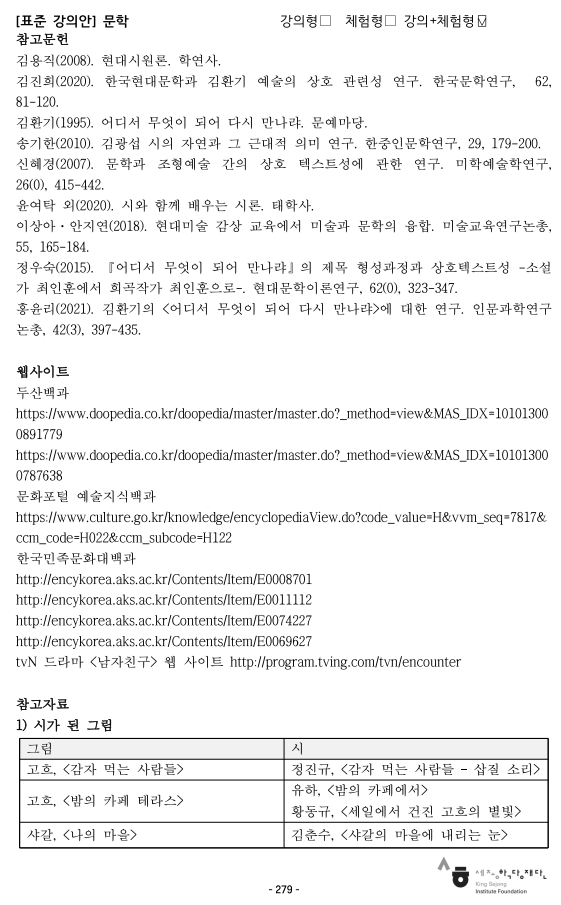 [표준 강의안] 문학 강의형□ 체험형□ 강의+체험형☑
참고문헌
김용직(2008). 현대시원론. 학연사.
김진희(2020). 한국현대문학과 김환기 예술의 상호 관련성 연구. 한국문학연구, 62,
81-120.
김환기(1995). 어디서 무엇이 되어 다시 만나랴. 문예마당.
송기한(2010). 김광섭 시의 자연과 그 근대적 의미 연구. 한중인문학연구, 29, 179-200.
신혜경(2007). 문학과 조형예술 간의 상호 텍스트성에 관한 연구. 미학예술학연구,
26(0), 415-442.
윤여탁 외(2020). 시와 함께 배우는 시론. 태학사.
이상아·안지연(2018). 현대미술 감상 교육에서 미술과 문학의 융합. 미술교육연구논총,
55, 165-184.
정우숙(2015). 『어디서 무엇이 되어 만나랴』의 제목 형성과정과 상호텍스트성 -소설
가 최인훈에서 희곡작가 최인훈으로-. 현대문학이론연구, 62(0), 323-347.
홍윤리(2021). 김환기의 <어디서 무엇이 되어 다시 만나랴>에 대한 연구. 인문과학연구
논총, 42(3), 397-435.
웹사이트
두산백과
https://www.doopedia.co.kr/doopedia/master/master.do?_method=view&MAS_IDX=10101300
0891779
https://www.doopedia.co.kr/doopedia/master/master.do?_method=view&MAS_IDX=10101300
0787638
문화포털 예술지식백과
https://www.culture.go.kr/knowledge/encyclopediaView.do?code_value=H&vvm_seq=7817&
ccm_code=H022&ccm_subcode=H122
한국민족문화대백과
http://encykorea.aks.ac.kr/Contents/Item/E0008701
http://encykorea.aks.ac.kr/Contents/Item/E0011112
http://encykorea.aks.ac.kr/Contents/Item/E0074227
http://encykorea.aks.ac.kr/Contents/Item/E0069627
tvN 드라마 <남자친구> 웹 사이트 http://program.tving.com/tvn/encounter
참고자료
1) 시가 된 그림
그림 시
고흐, <감자 먹는 사람들> 정진규, <감자 먹는 사람들 - 삽질 소리>
고흐, <밤의 카페 테라스> 유하, <밤의 카페에서>
황동규, <세일에서 건진 고흐의 별빛>
샤갈, <나의 마을> 김춘수, <샤갈의 마을에 내리는 눈>
- 279 -
세종학당재단
King Sejong
Institute Foundation